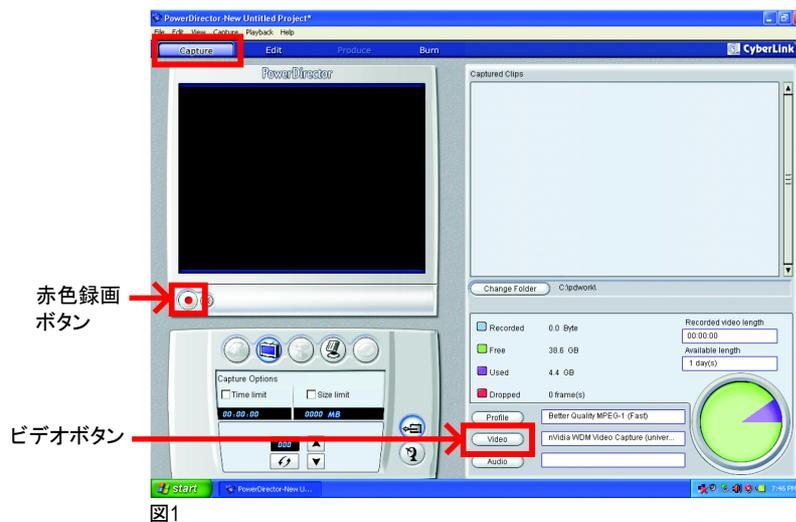 PowerDirector-New Untitled Project*
File Edit View Capture Playback Help
Capture Edit Produce Burn
CyberLink
PowerDirector
Captured Clips
赤色録画
ボタン
Change Folder C:\pdwork\
Recorded 0.0 Byte
Recorded video length
00:00:00
Free 38.6 GB
Available length
1 day(s)
Used 4.4 GB
Dropped 0 frame(s)
Capture Options
Time limit Size limit
00:00:00 0000 MB
000
Profile Better Quality MPEG-1 (Fast)
ビデオボタン
Video nVidia WDM Video Capture (univer...
Audio
start PowerDirector-New U... 7:46 PM
図1